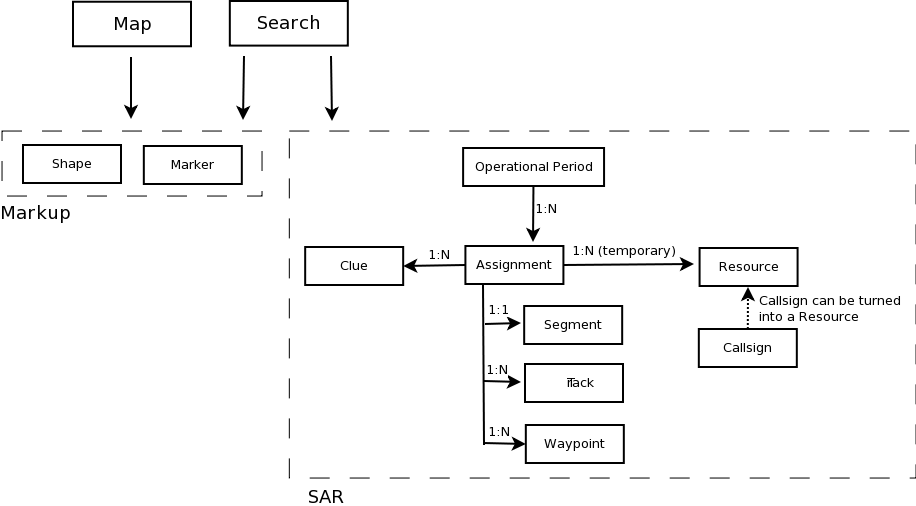 Map
Search
Shape
Marker
Markup
Operational Period
1:N
Clue
1:N
Assignment
1:N (temporary)
Resource
Callsign can be turned
into a Resource
Callsign
1:1
Segment
1:N
1:N
Waypoint
SAR